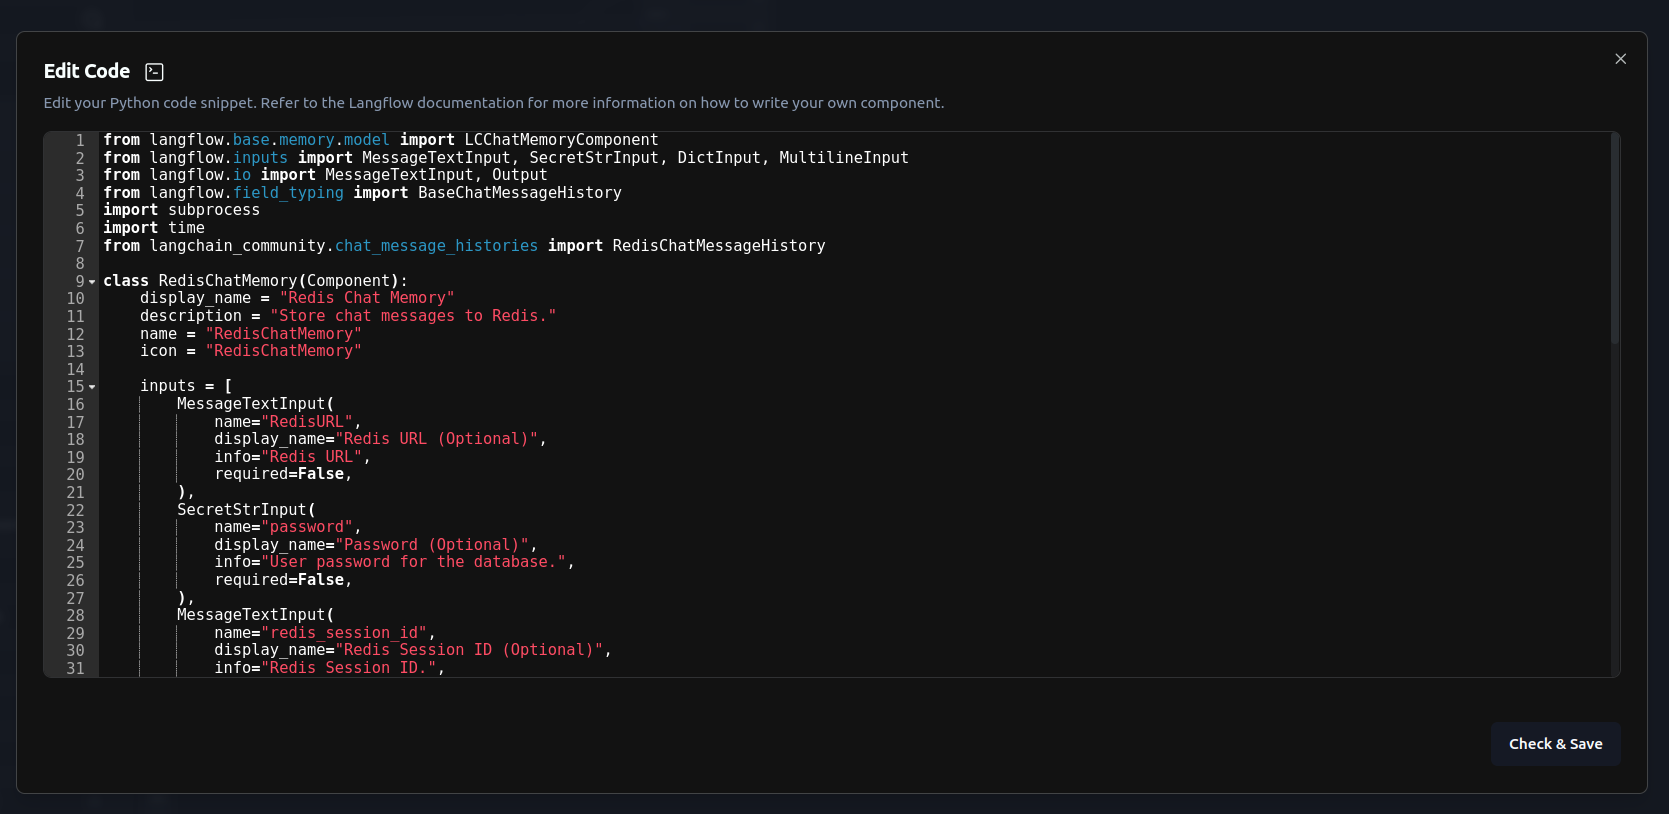 Edit Code
Edit your Python code snippet. Refer to the Langflow documentation for more information on how to write your own component.
1 from langflow.base.memory.model import LCChatMemoryComponent
2 from langflow.inputs import MessageTextInput, SecretStrInput, DictInput, MultilineInput
3 from langflow.io import MessageTextInput, Output
4 from langflow.field_typing import BaseChatMessageHistory
5 import subprocess
6 import time
7 from langchain_community.chat_message_histories import RedisChatMessageHistory
8
9 class RedisChatMemory(Component):
10     display_name = "Redis Chat Memory"
11     description = "Store chat messages to Redis."
12     name = "RedisChatMemory"
13     icon = "RedisChatMemory"
14
15     inputs = [
16         MessageTextInput(
17             name="RedisURL",
18             display_name="Redis URL (Optional)",
19             info="Redis URL",
20             required=False,
21         ),
22         SecretStrInput(
23             name="password",
24             display_name="Password (Optional)",
25             info="User password for the database.",
26             required=False,
27         ),
28         MessageTextInput(
29             name="redis_session_id",
30             display_name="Redis Session ID (Optional)",
31             info="Redis Session ID.",
Check & Save